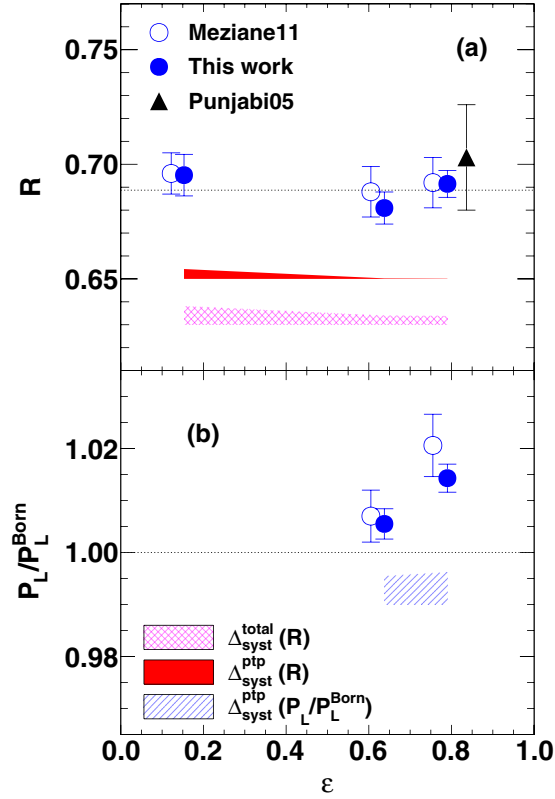 0.75
Meziane11
(a)
This work
Punjabi05
0.70
R
0.65
(b)
1.02
P_L/P_L^Born
1.00
0.98
Δ_syst^total (R)
Δ_syst^ptp (R)
Δ_syst^ptp (P_L/P_L^Born)
0.0 0.2 0.4 0.6 0.8 1.0
ε